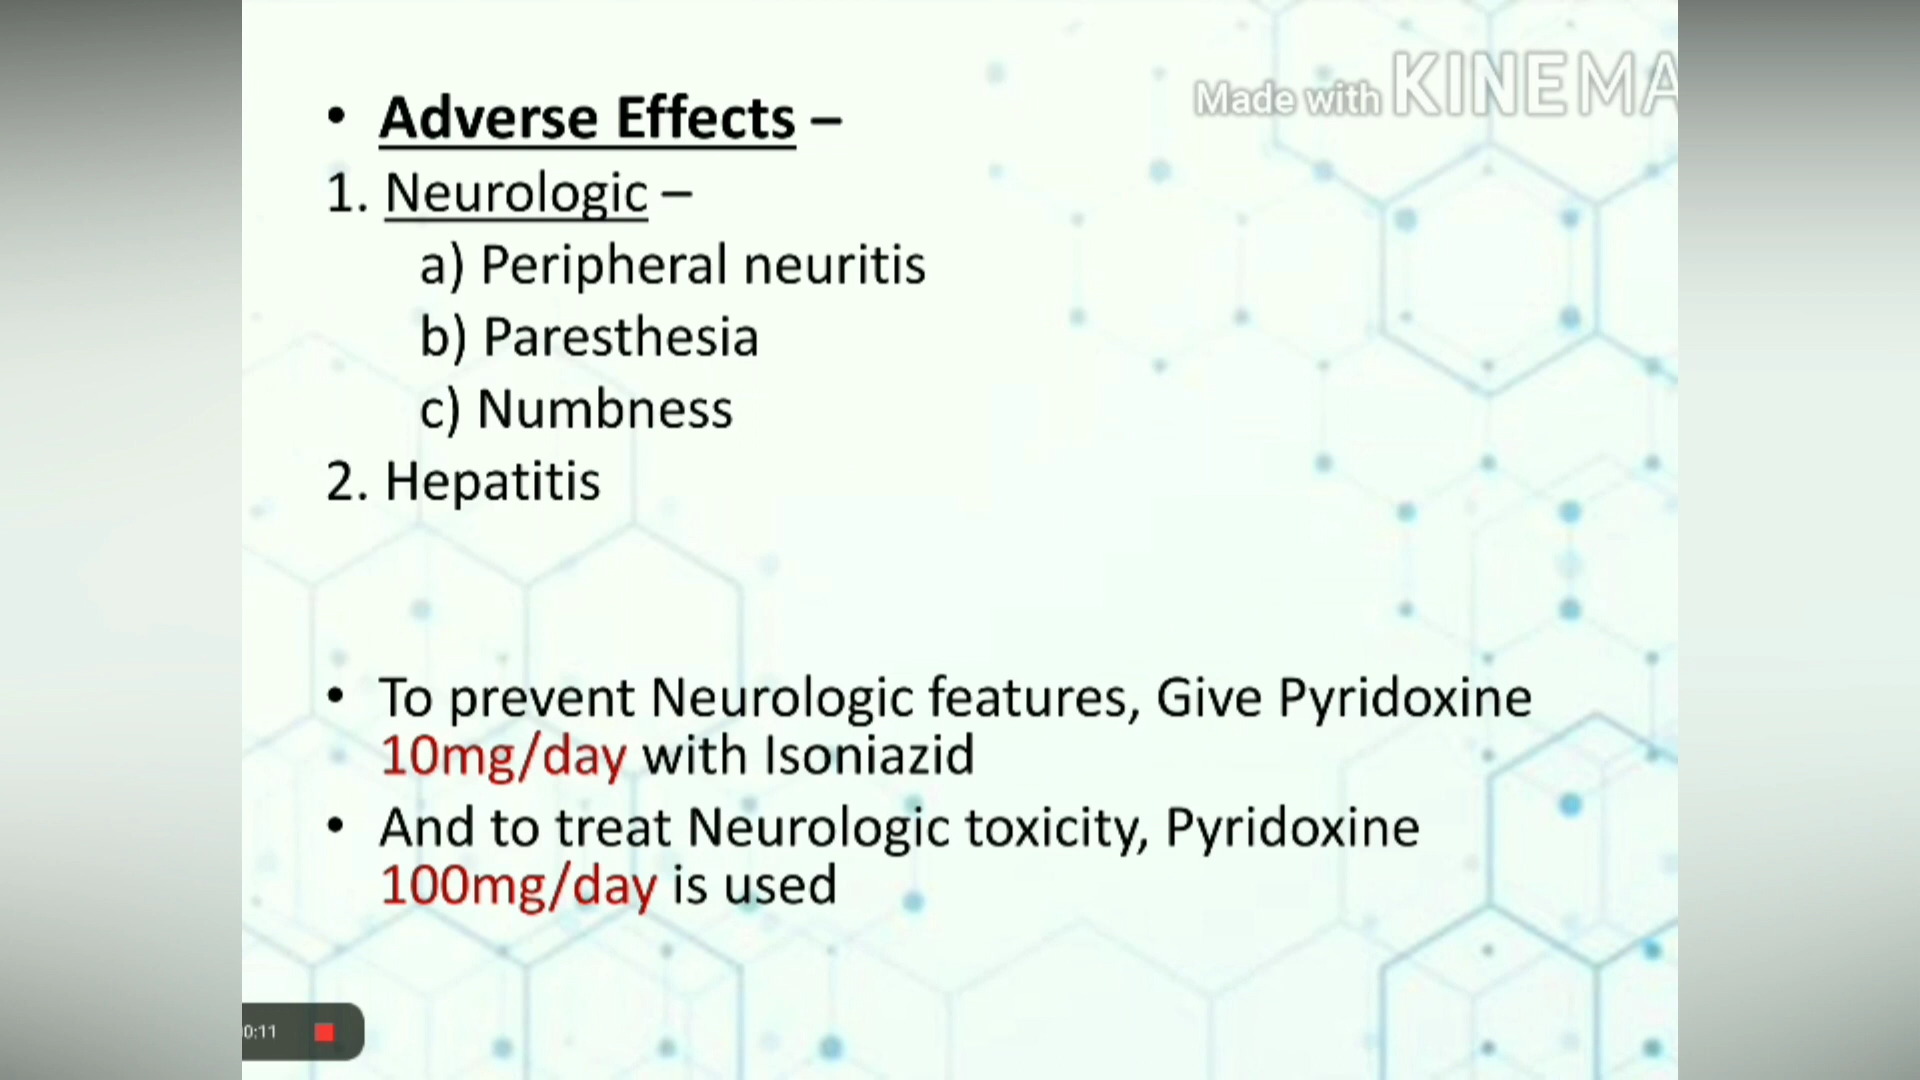 Made with KINEMA
• Adverse Effects –
1. Neurologic –
a) Peripheral neuritis
b) Paresthesia
c) Numbness
2. Hepatitis
• To prevent Neurologic features, Give Pyridoxine
10mg/day with Isoniazid
• And to treat Neurologic toxicity, Pyridoxine
100mg/day is used
0:11